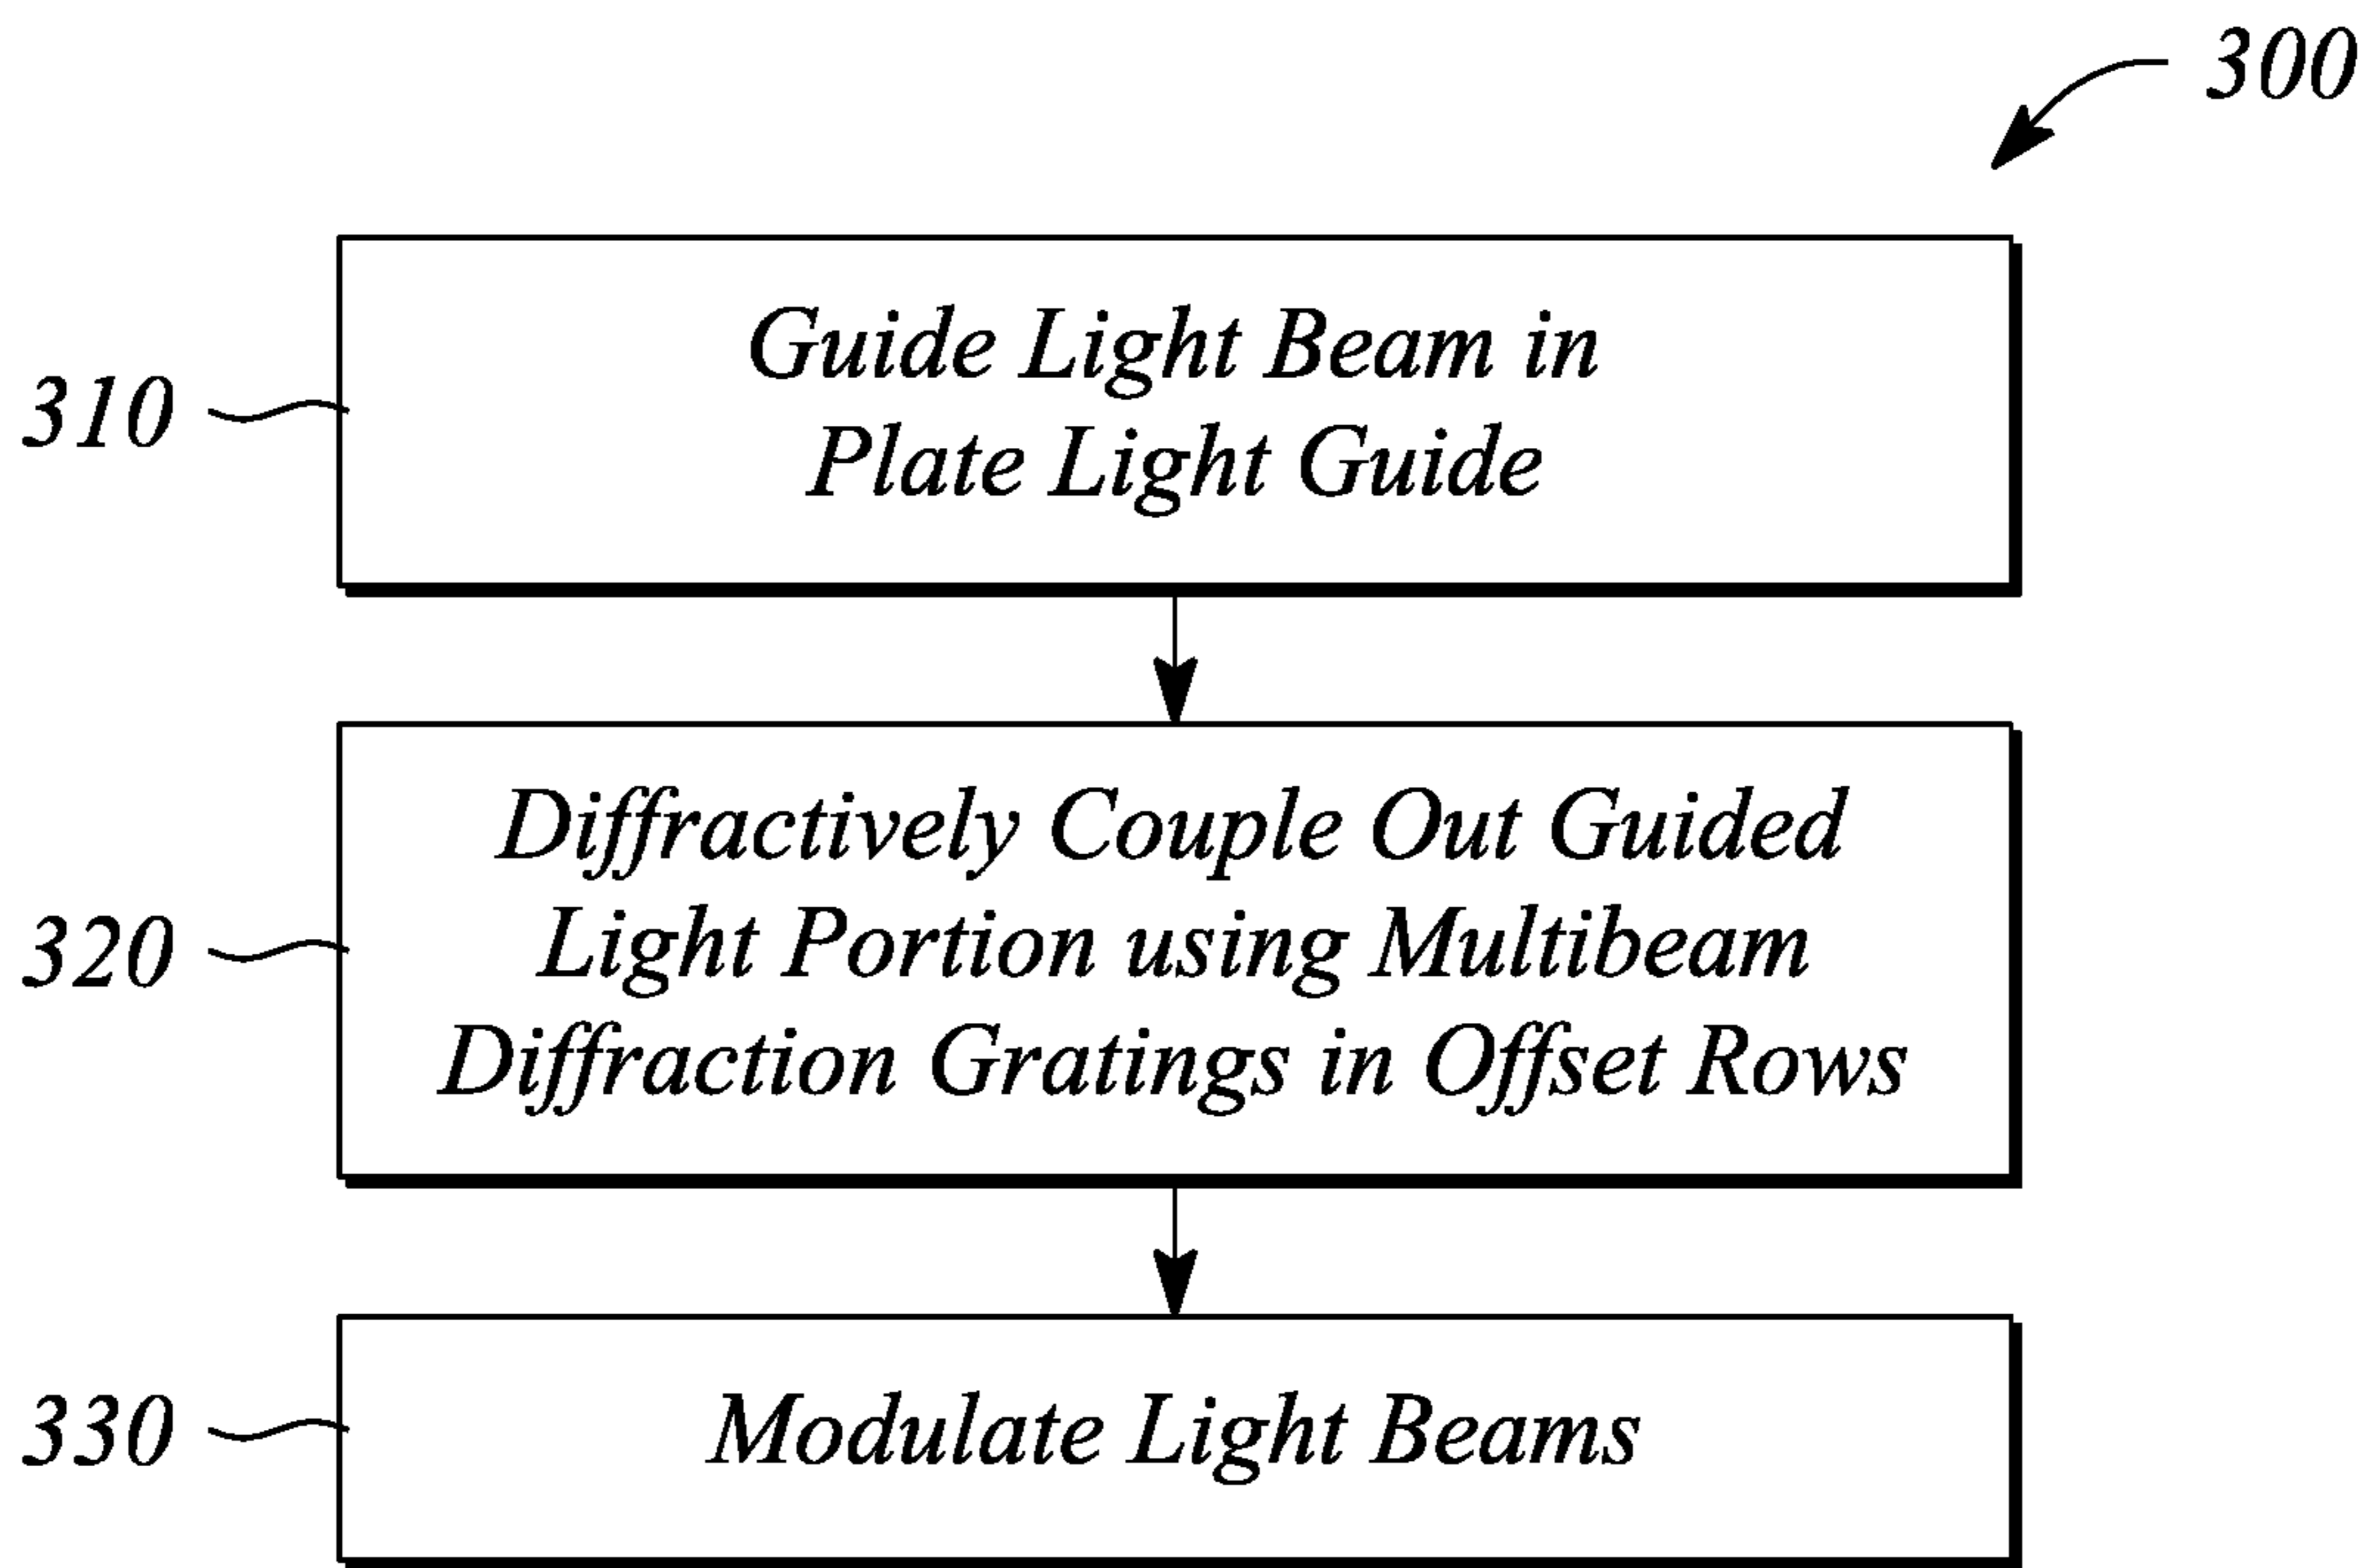 300
310
Guide Light Beam in
Plate Light Guide
320
Diffractively Couple Out Guided
Light Portion using Multibeam
Diffraction Gratings in Offset Rows
330
Modulate Light Beams